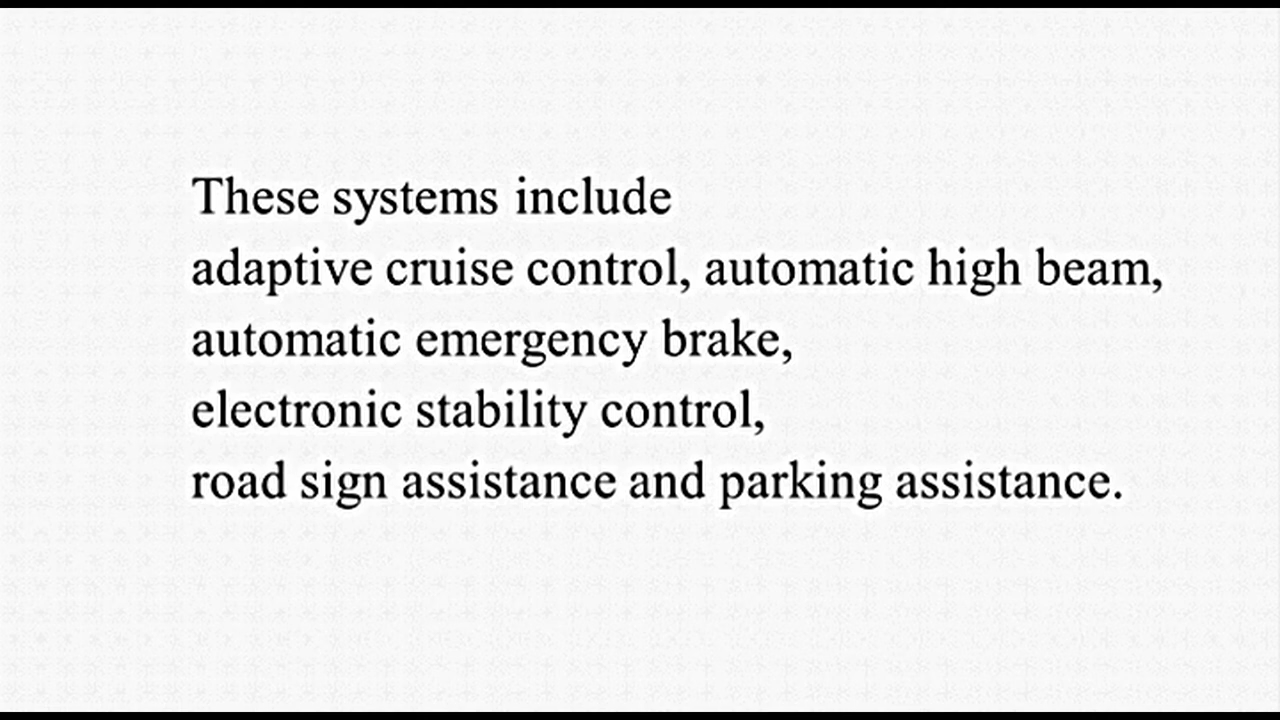 These systems include
adaptive cruise control, automatic high beam,
automatic emergency brake,
electronic stability control,
road sign assistance and parking assistance.